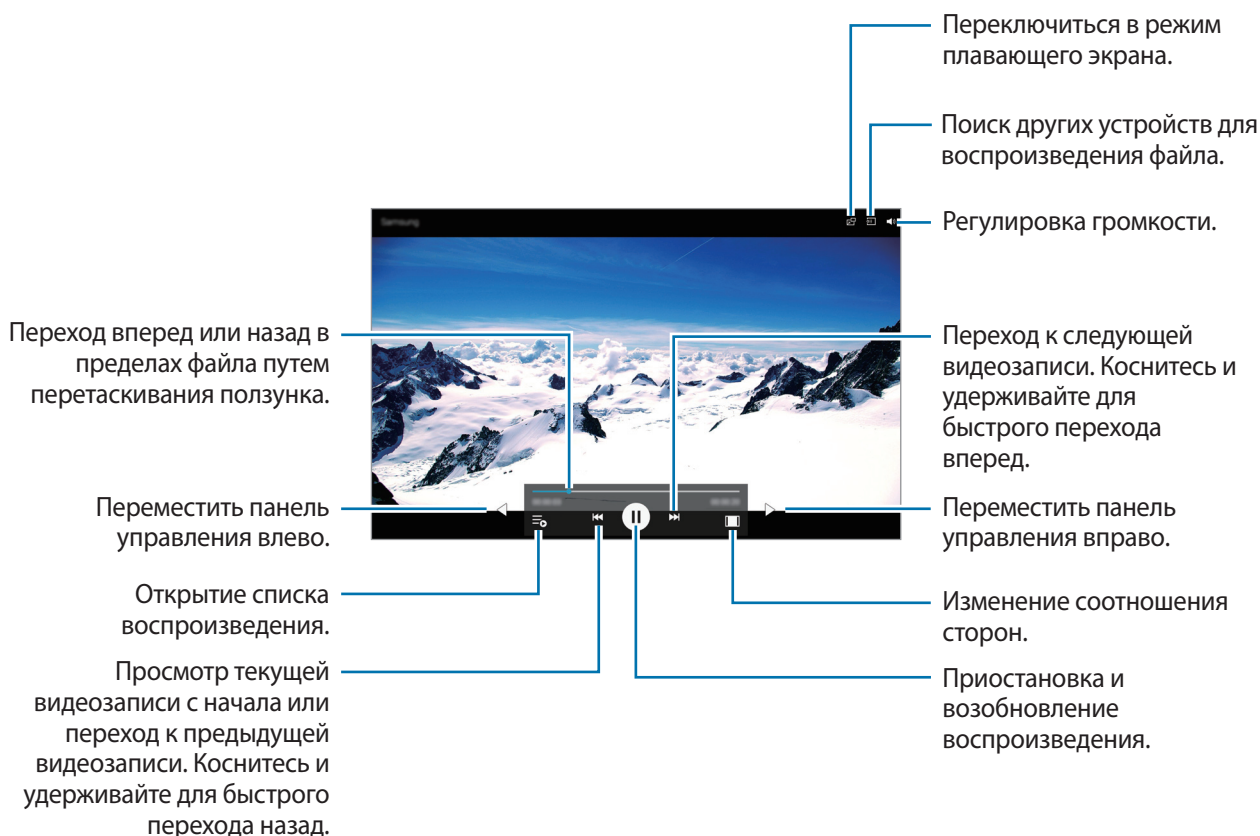 Переключиться в режим
плавающего экрана.
Поиск других устройств для
воспроизведения файла.
Samsung
Регулировка громкости.
Переход вперед или назад в
пределах файла путем
перетаскивания ползунка.
Переход к следующей
видеозаписи. Коснитесь и
удерживайте для
быстрого перехода
вперед.
Переместить панель
управления влево.
Переместить панель
управления вправо.
Открытие списка
воспроизведения.
Изменение соотношения
сторон.
Просмотр текущей
видеозаписи с начала или
переход к предыдущей
видеозаписи. Коснитесь и
удерживайте для быстрого
перехода назад.
Приостановка и
возобновление
воспроизведения.